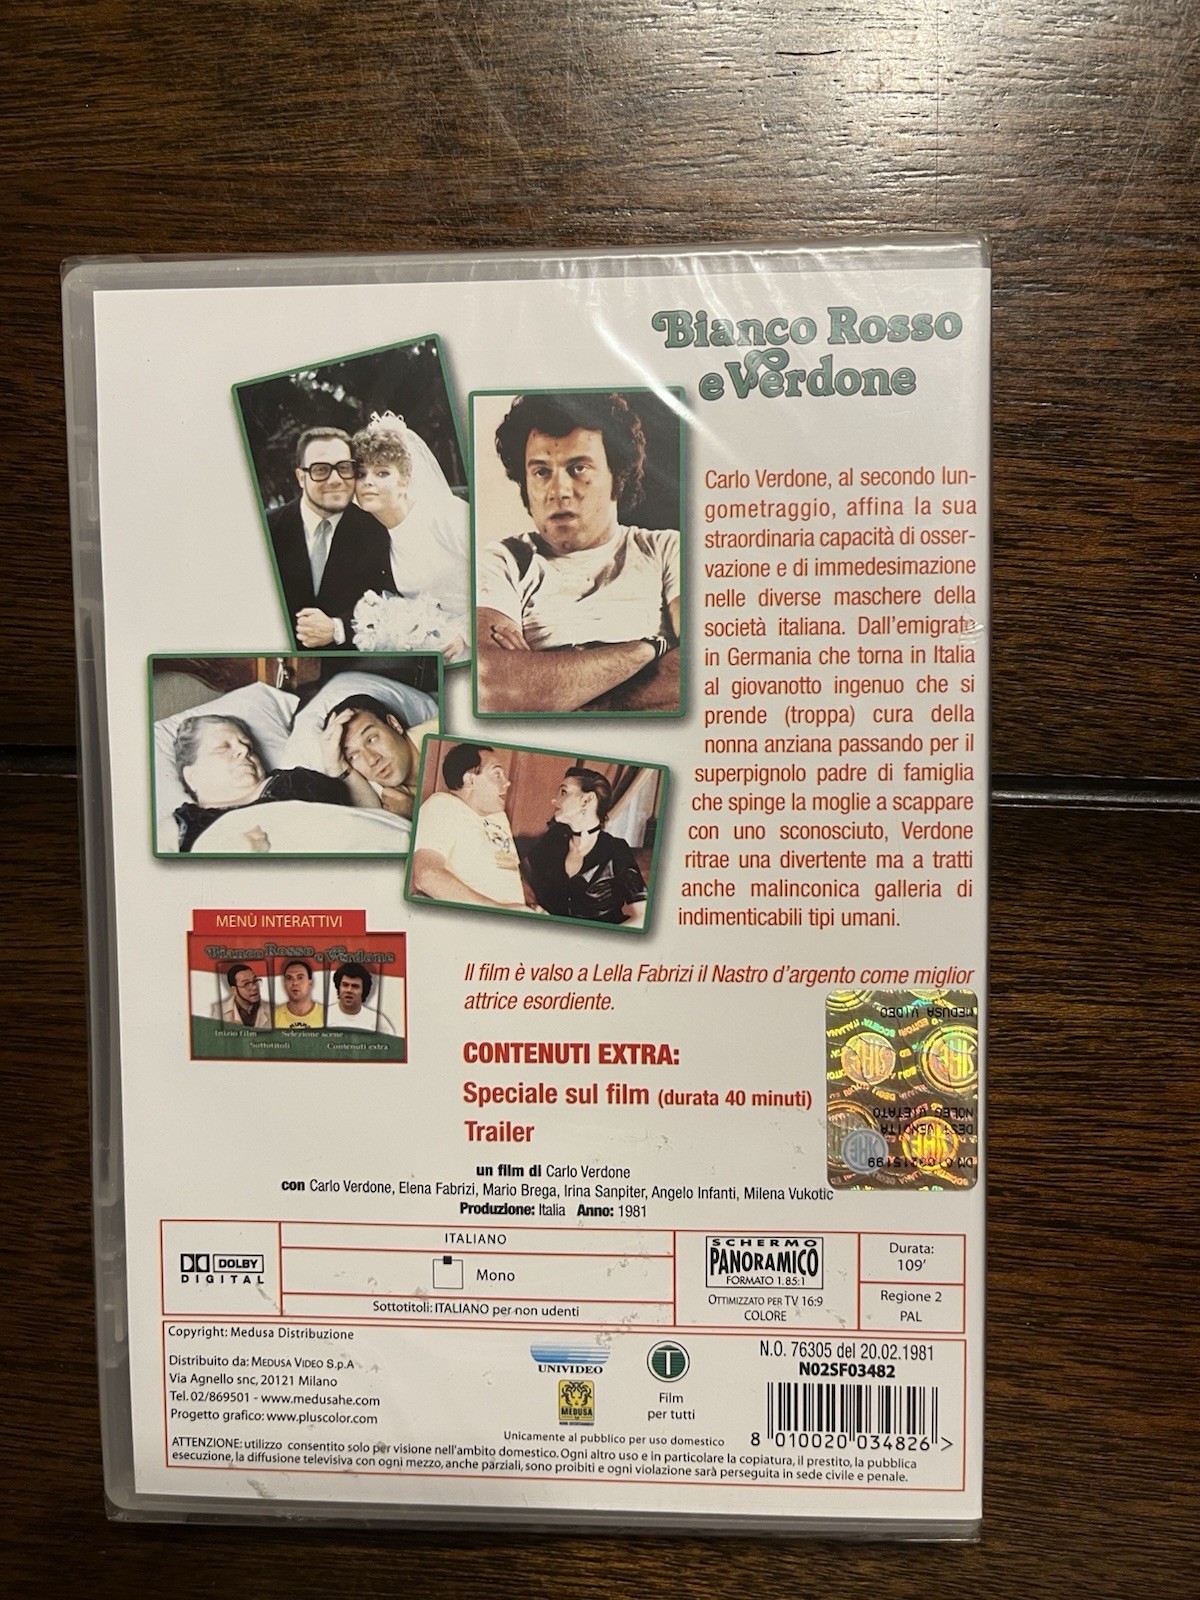 Bianco Rosso
e Verdone
Carlo Verdone, al secondo lun-
gometraggio, affina la sua
straordinaria capacità di osser-
vazione e di immedesimazione
nelle diverse maschere della
società italiana. Dall'emigrato
in Germania che torna in Italia
al giovanotto ingenuo che si
prende (troppa) cura della
nonna anziana passando per il
superpignolo padre di famiglia
che spinge la moglie a scappare
con uno sconosciuto, Verdone
ritrae una divertente ma a tratti
anche malinconica galleria di
indimenticabili tipi umani.
MENÙ INTERATTIVI
Bianco Rosso e Verdone
Inizio film Selezione scene
Sottotitoli Contenuti extra
Il film è valso a Lella Fabrizi il Nastro d'argento come miglior
attrice esordiente.
MEDUSA VIDEO
NOLEG VIETATO
DEST VENDITA
CONTENUTI EXTRA:
Speciale sul film (durata 40 minuti)
Trailer
un film di Carlo Verdone
con Carlo Verdone, Elena Fabrizi, Mario Brega, Irina Sanpiter, Angelo Infanti, Milena Vukotic
Produzione: Italia Anno: 1981
DOLBY
DIGITAL
ITALIANO
Mono
Sottotitoli: ITALIANO per non udenti
SCHERMO
PANORAMICO
FORMATO 1.85:1
OTTIMIZZATO PER TV 16:9
COLORE
Durata:
109'
Regione 2
PAL
Copyright: Medusa Distribuzione
Distribuito da: MEDUSA VIDEO S.p.A
Via Agnello snc, 20121 Milano
Tel. 02/869501 - www.medusahe.com
Progetto grafico: www.pluscolor.com
UNIVIDEO
MEDUSA
T
Film
per tutti
N.O. 76305 del 20.02.1981
N02SF03482
8 010020 034826 >
Unicamente al pubblico per uso domestico
ATTENZIONE: utilizzo consentito solo per visione nell'ambito domestico. Ogni altro uso e in particolare la copiatura, il prestito, la pubblica
esecuzione, la diffusione televisiva con ogni mezzo, anche parziali, sono proibiti e ogni violazione sarà perseguita in sede civile e penale.